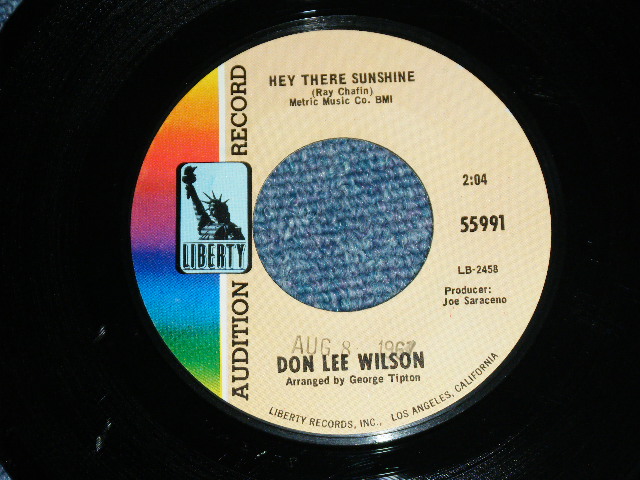 HEY THERE SUNSHINE
(Ray Chafin)
Metric Music Co. BMI
AUDITION RECORD
LIBERTY
2:04
55991
LB-2458
Producer:
Joe Saraceno
AUG 8 1967
DON LEE WILSON
Arranged by George Tipton
LIBERTY RECORDS, INC., LOS ANGELES, CALIFORNIA